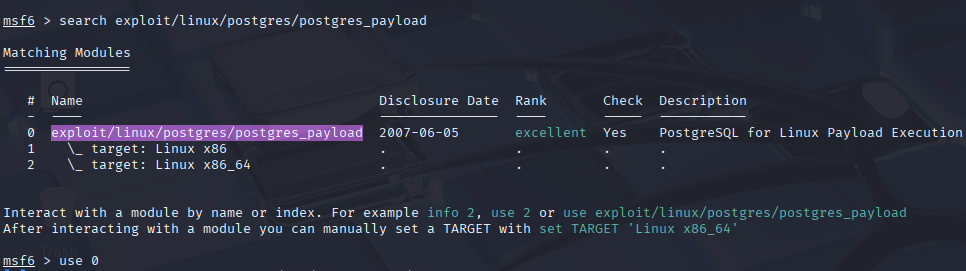 msf6 > search exploit/linux/postgres/postgres_payload
Matching Modules
================
# Name Disclosure Date Rank Check Description
- ---- --------------- ---- ----- -----------
0 exploit/linux/postgres/postgres_payload 2007-06-05 excellent Yes PostgreSQL for Linux Payload Execution
1 \_ target: Linux x86 . . . .
2 \_ target: Linux x86_64 . . . .
Interact with a module by name or index. For example info 2, use 2 or use exploit/linux/postgres/postgres_payload
After interacting with a module you can manually set a TARGET with set TARGET 'Linux x86_64'
Trash
msf6 > use 0